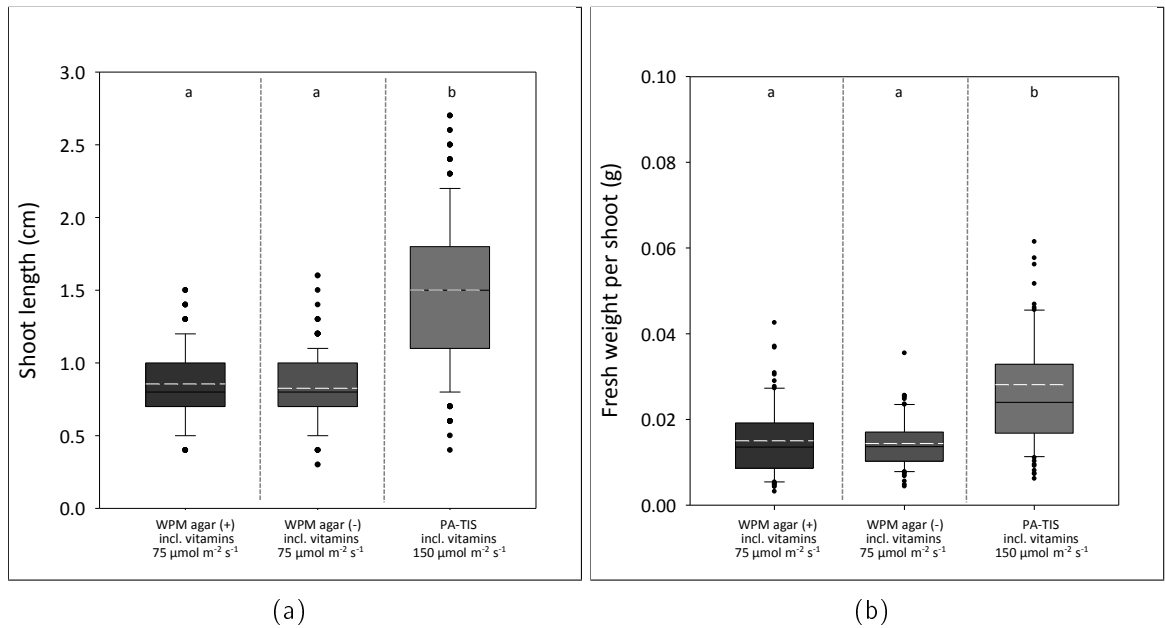 3.0
2.5
2.0
1.5
1.0
0.5
0.0
Shoot length (cm)
a
a
b
WPM agar (+)
incl. vitamins
75 µmol m⁻² s⁻¹
WPM agar (-)
incl. vitamins
75 µmol m⁻² s⁻¹
PA-TIS
incl. vitamins
150 µmol m⁻² s⁻¹
(a)
0.10
0.08
0.06
0.04
0.02
0.00
Fresh weight per shoot (g)
a
a
b
WPM agar (+)
incl. vitamins
75 µmol m⁻² s⁻¹
WPM agar (-)
incl. vitamins
75 µmol m⁻² s⁻¹
PA-TIS
incl. vitamins
150 µmol m⁻² s⁻¹
(b)